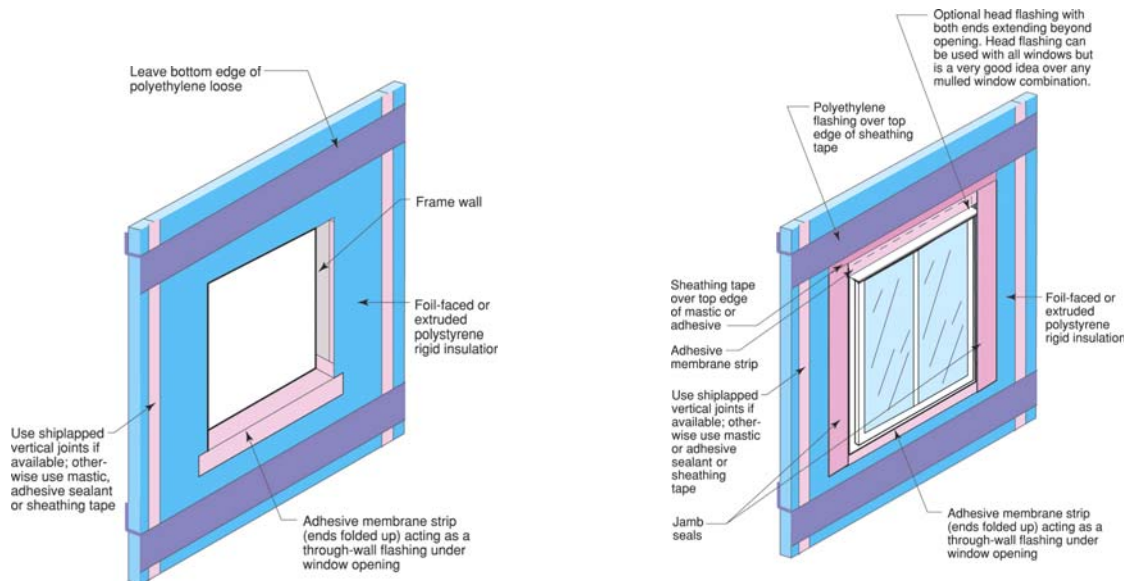 Leave bottom edge of
polyethylene loose
Frame wall
Foil-faced or
extruded
polystyrene
rigid insulation
Use shiplapped
vertical joints if
available; other-
wise use mastic,
adhesive sealant
or sheathing tape
Adhesive membrane strip
(ends folded up) acting as a
through-wall flashing under
window opening
Optional head flashing with
both ends extending beyond
opening. Head flashing can
be used with all windows but
is a very good idea over any
mulled window combination.
Polyethylene
flashing over top
edge of sheathing
tape
Sheathing tape
over top edge
of mastic or
adhesive
Adhesive
membrane strip
Use shiplapped
vertical joints if
available; other-
wise use mastic
or adhesive
sealant or
sheathing
tape
Jamb
seals
Foil-faced or
extruded
polystyrene
rigid insulation
Adhesive membrane strip
(ends folded up) acting as a
through-wall flashing under
window opening